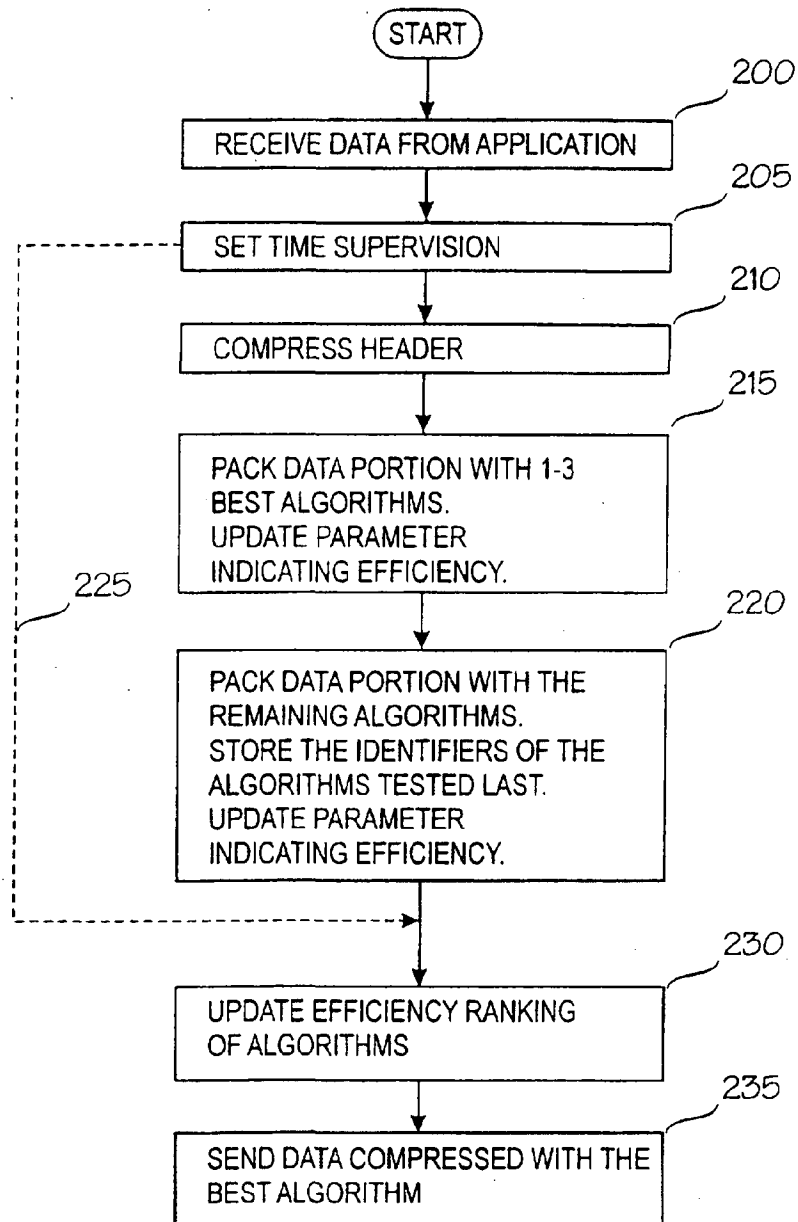 START
200
RECEIVE DATA FROM APPLICATION
205
SET TIME SUPERVISION
210
COMPRESS HEADER
215
PACK DATA PORTION WITH 1-3
BEST ALGORITHMS.
UPDATE PARAMETER
INDICATING EFFICIENCY.
225
220
PACK DATA PORTION WITH THE
REMAINING ALGORITHMS.
STORE THE IDENTIFIERS OF THE
ALGORITHMS TESTED LAST.
UPDATE PARAMETER
INDICATING EFFICIENCY.
230
UPDATE EFFICIENCY RANKING
OF ALGORITHMS
235
SEND DATA COMPRESSED WITH THE
BEST ALGORITHM